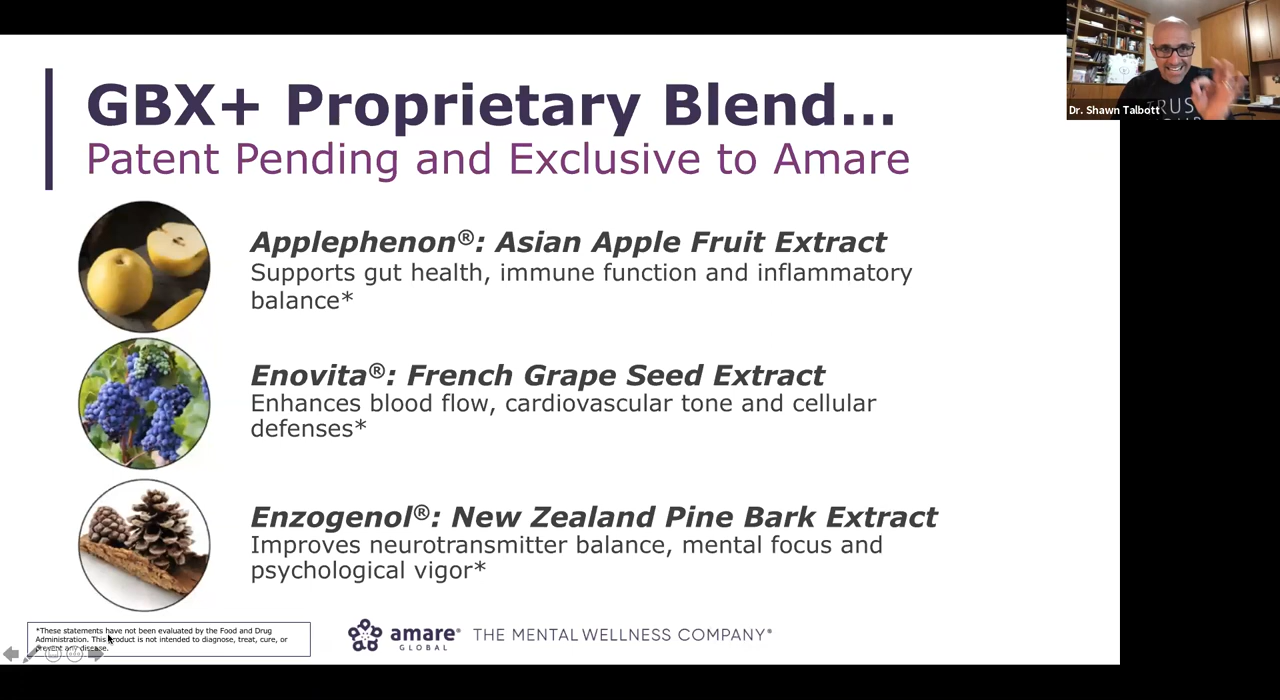 GBX+ Proprietary Blend...
Patent Pending and Exclusive to Amare
Dr. Shawn Talbott
Applephenon®: Asian Apple Fruit Extract
Supports gut health, immune function and inflammatory
balance*
Enovita®: French Grape Seed Extract
Enhances blood flow, cardiovascular tone and cellular
defenses*
Enzogenol®: New Zealand Pine Bark Extract
Improves neurotransmitter balance, mental focus and
psychological vigor*
*These statements have not been evaluated by the Food and Drug
Administration. This product is not intended to diagnose, treat, cure, or
prevent any disease.
amare®
GLOBAL
THE MENTAL WELLNESS COMPANY®